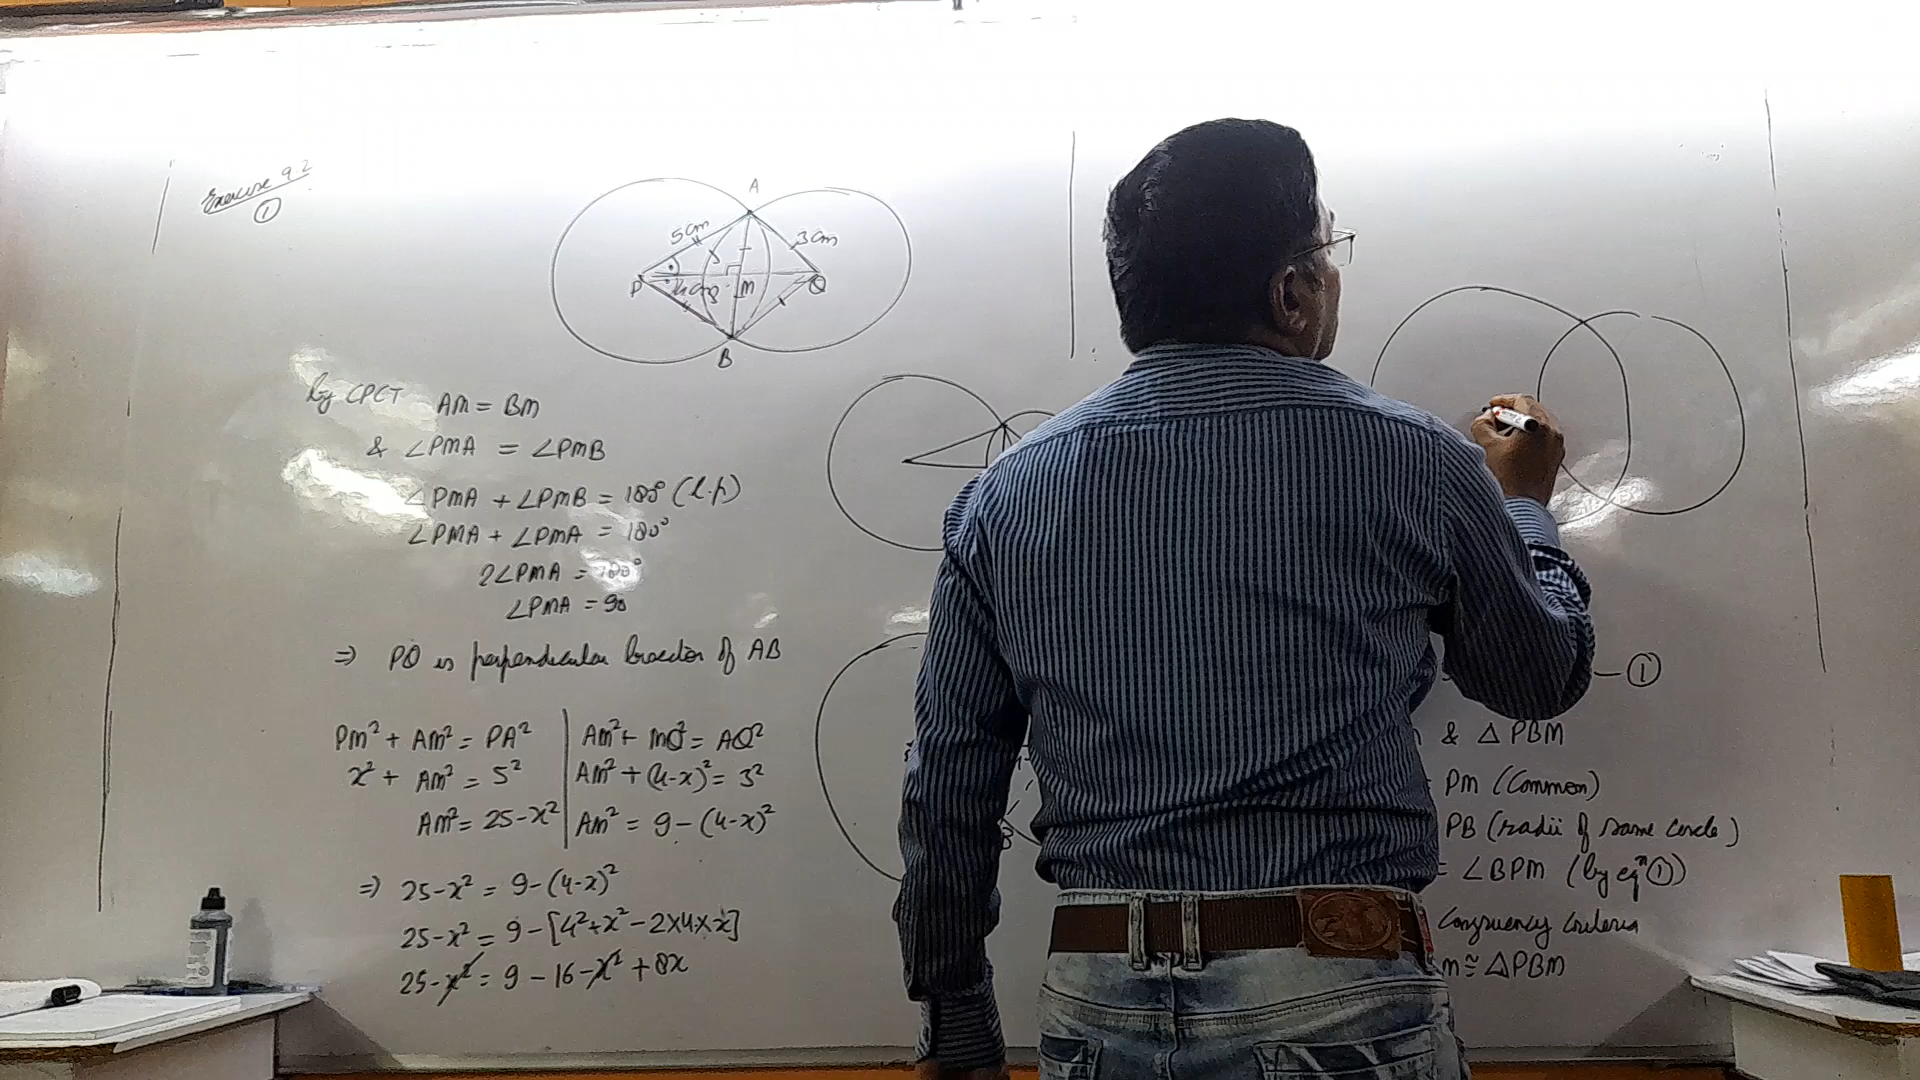 Exercise 9.2
①
A
5cm
3cm
P
4cm
M
Q
B
by CPCT AM = BM
& ∠PMA = ∠PMB
∠PMA + ∠PMB = 180° (l.p)
∠PMA + ∠PMA = 180°
2∠PMA = 180°
∠PMA = 90
⇒ PQ is perpendicular bisector of AB
PM² + AM² = PA²
x² + AM² = 5²
AM² = 25-x²
AM² + MQ² = AQ²
AM² + (4-x)² = 3²
AM² = 9-(4-x)²
⇒ 25-x² = 9-(4-x)²
25-x² = 9-[4²+x²-2×4×x]
25-x² = 9-16-x²+8x
— ①
& △PBM
PM (Common)
PB (radii of same circle)
= ∠BPM (by eqⁿ ①)
Congruency criteria
M ≅ △PBM